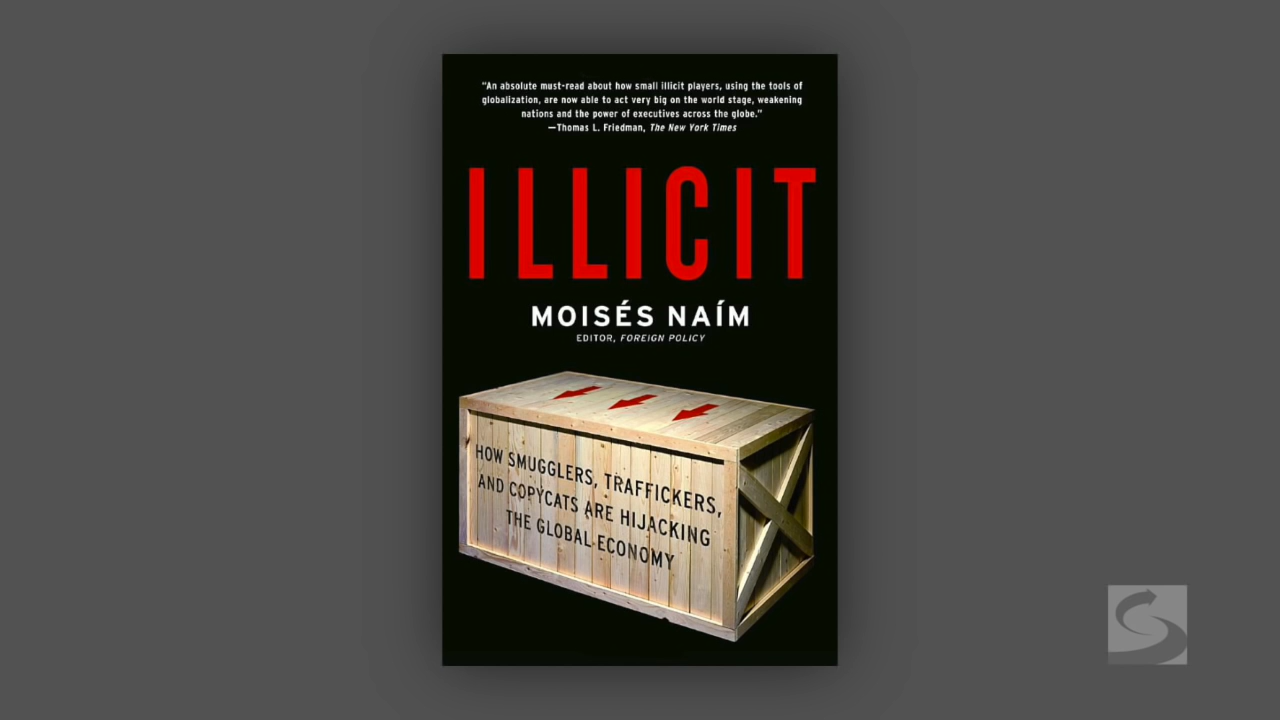 "An absolute must-read about how small illicit players, using the tools of
globalization, are now able to act very big on the world stage, weakening
nations and the power of executives across the globe."
—Thomas L. Friedman, The New York Times
ILLICIT
MOISÉS NAÍM
EDITOR, FOREIGN POLICY
HOW SMUGGLERS, TRAFFICKERS,
AND COPYCATS ARE HIJACKING
THE GLOBAL ECONOMY